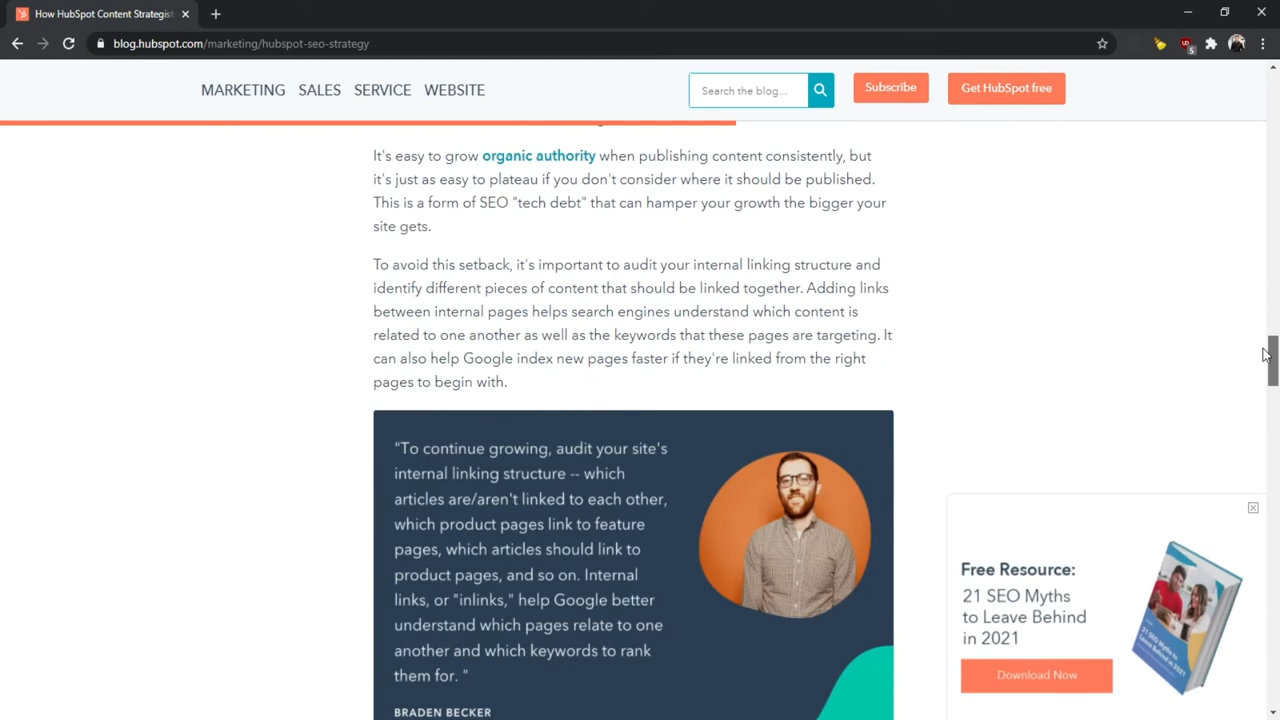 How HubSpot Content Strategist
blog.hubspot.com/marketing/hubspot-seo-strategy
5
MARKETING SALES SERVICE WEBSITE
Search the blog...
Subscribe
Get HubSpot free
It's easy to grow organic authority when publishing content consistently, but
it's just as easy to plateau if you don't consider where it should be published.
This is a form of SEO "tech debt" that can hamper your growth the bigger your
site gets.
To avoid this setback, it's important to audit your internal linking structure and
identify different pieces of content that should be linked together. Adding links
between internal pages helps search engines understand which content is
related to one another as well as the keywords that these pages are targeting. It
can also help Google index new pages faster if they're linked from the right
pages to begin with.
"To continue growing, audit your site's
internal linking structure -- which
articles are/aren't linked to each other,
which product pages link to feature
pages, which articles should link to
product pages, and so on. Internal
links, or "inlinks," help Google better
understand which pages relate to one
another and which keywords to rank
them for. "
BRADEN BECKER
Free Resource:
21 SEO Myths
to Leave Behind
in 2021
Download Now
21 SEO Myths to
Leave Behind in 2021